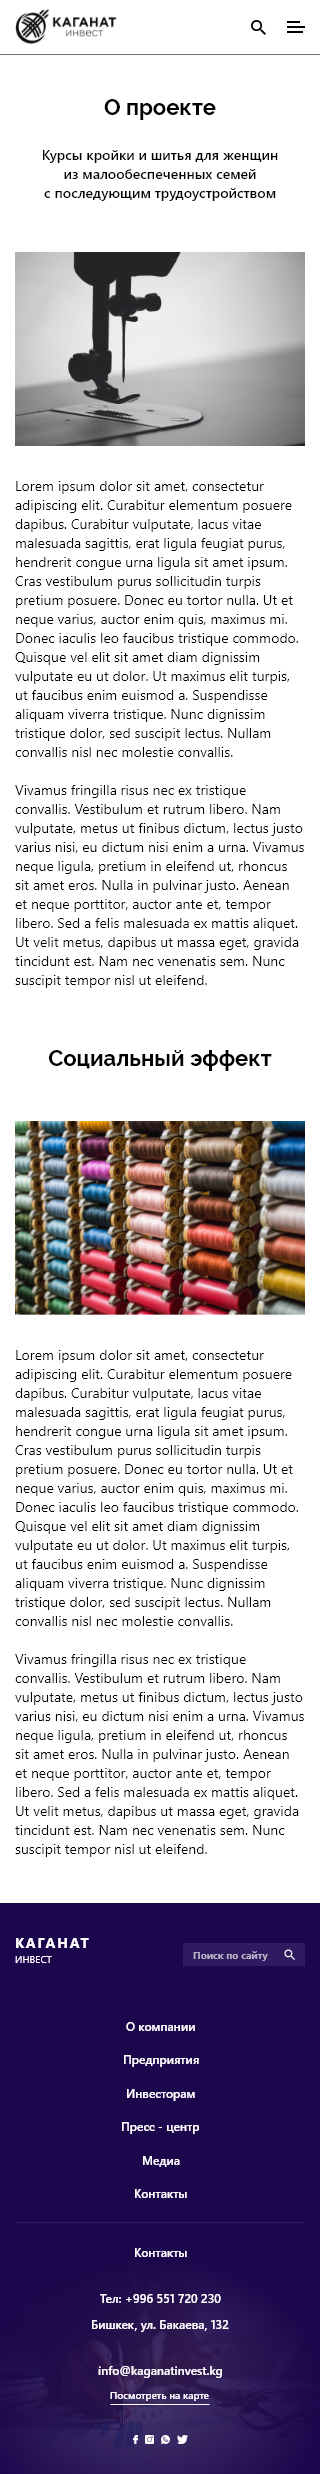 КАГАНАТ
ИНВЕСТ
О проекте
Курсы кройки и шитья для женщин
из малообеспеченных семей
с последующим трудоустройством
Lorem ipsum dolor sit amet, consectetur
adipiscing elit. Curabitur elementum posuere
dapibus. Curabitur vulputate, lacus vitae
malesuada sagittis, erat ligula feugiat purus,
hendrerit congue urna ligula sit amet ipsum.
Cras vestibulum purus sollicitudin turpis
pretium posuere. Donec eu tortor nulla. Ut et
neque varius, auctor enim quis, maximus mi.
Donec iaculis leo faucibus tristique commodo.
Quisque vel elit sit amet diam dignissim
vulputate eu ut dolor. Ut maximus elit turpis,
ut faucibus enim euismod a. Suspendisse
aliquam viverra tristique. Nunc dignissim
tristique dolor, sed suscipit lectus. Nullam
convallis nisl nec molestie convallis.
Vivamus fringilla risus nec ex tristique
convallis. Vestibulum et rutrum libero. Nam
vulputate, metus ut finibus dictum, lectus justo
varius nisi, eu dictum nisi enim a urna. Vivamus
neque ligula, pretium in eleifend ut, rhoncus
sit amet eros. Nulla in pulvinar justo. Aenean
et neque porttitor, auctor ante et, tempor
libero. Sed a felis malesuada ex mattis aliquet.
Ut velit metus, dapibus ut massa eget, gravida
tincidunt est. Nam nec venenatis sem. Nunc
suscipit tempor nisl ut eleifend.
Социальный эффект
Lorem ipsum dolor sit amet, consectetur
adipiscing elit. Curabitur elementum posuere
dapibus. Curabitur vulputate, lacus vitae
malesuada sagittis, erat ligula feugiat purus,
hendrerit congue urna ligula sit amet ipsum.
Cras vestibulum purus sollicitudin turpis
pretium posuere. Donec eu tortor nulla. Ut et
neque varius, auctor enim quis, maximus mi.
Donec iaculis leo faucibus tristique commodo.
Quisque vel elit sit amet diam dignissim
vulputate eu ut dolor. Ut maximus elit turpis,
ut faucibus enim euismod a. Suspendisse
aliquam viverra tristique. Nunc dignissim
tristique dolor, sed suscipit lectus. Nullam
convallis nisl nec molestie convallis.
Vivamus fringilla risus nec ex tristique
convallis. Vestibulum et rutrum libero. Nam
vulputate, metus ut finibus dictum, lectus justo
varius nisi, eu dictum nisi enim a urna. Vivamus
neque ligula, pretium in eleifend ut, rhoncus
sit amet eros. Nulla in pulvinar justo. Aenean
et neque porttitor, auctor ante et, tempor
libero. Sed a felis malesuada ex mattis aliquet.
Ut velit metus, dapibus ut massa eget, gravida
tincidunt est. Nam nec venenatis sem. Nunc
suscipit tempor nisl ut eleifend.
КАГАНАТ
ИНВЕСТ
Поиск по сайту
О компании
Предприятия
Инвесторам
Пресс - центр
Медиа
Контакты
Контакты
Тел: +996 551 720 230
Бишкек, ул. Бакаева, 132
info@kaganatinvest.kg
Посмотреть на карте